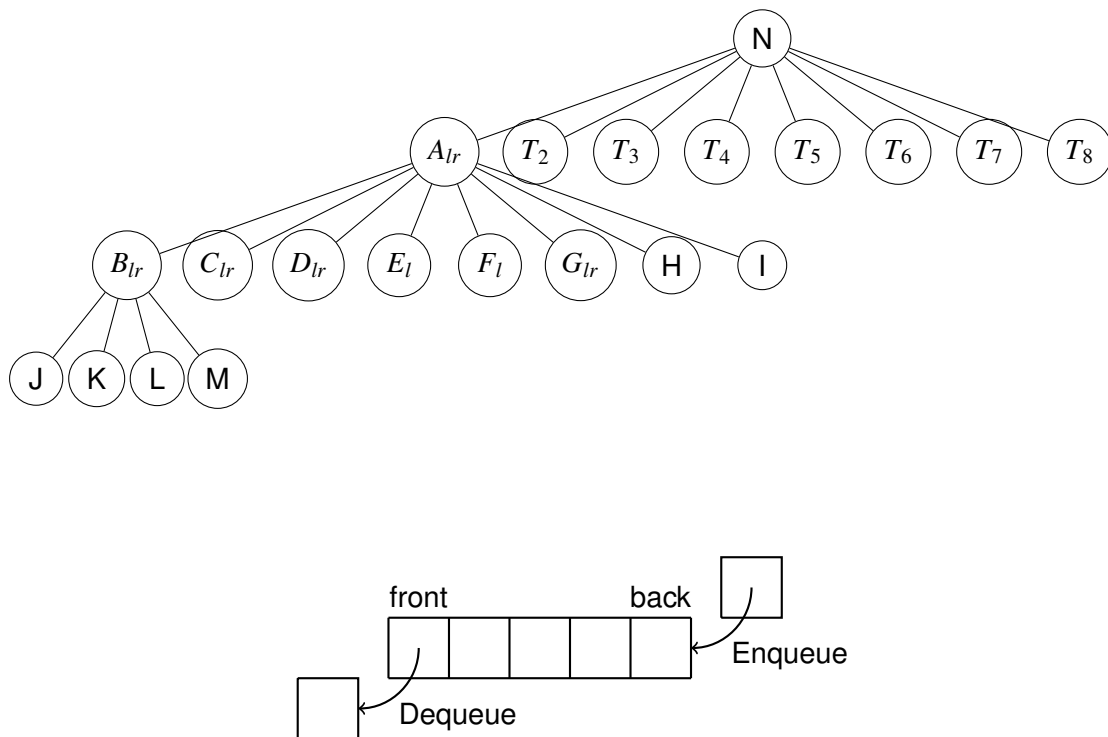 N
A_lr T_2 T_3 T_4 T_5 T_6 T_7 T_8
B_lr C_lr D_lr E_l F_l G_lr H I
J K L M
front back
Enqueue
Dequeue